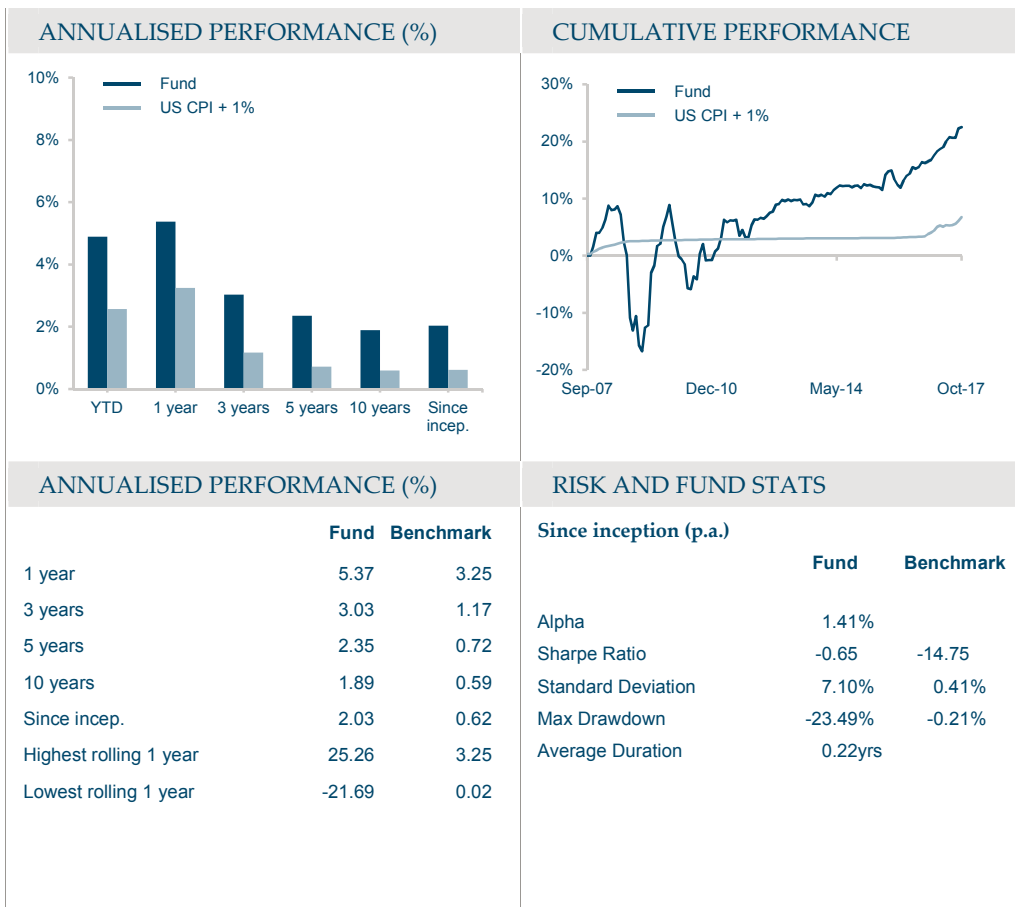 ANNUALISED PERFORMANCE (%)
10%
8%
6%
4%
2%
0%
Fund
US CPI + 1%
YTD 1 year 3 years 5 years 10 years Since
incep.
CUMULATIVE PERFORMANCE
30%
20%
10%
0%
-10%
-20%
Fund
US CPI + 1%
Sep-07 Dec-10 May-14 Oct-17
ANNUALISED PERFORMANCE (%)
Fund Benchmark
1 year 5.37 3.25
3 years 3.03 1.17
5 years 2.35 0.72
10 years 1.89 0.59
Since incep. 2.03 0.62
Highest rolling 1 year 25.26 3.25
Lowest rolling 1 year -21.69 0.02
RISK AND FUND STATS
Since inception (p.a.)
Fund Benchmark
Alpha 1.41%
Sharpe Ratio -0.65 -14.75
Standard Deviation 7.10% 0.41%
Max Drawdown -23.49% -0.21%
Average Duration 0.22yrs